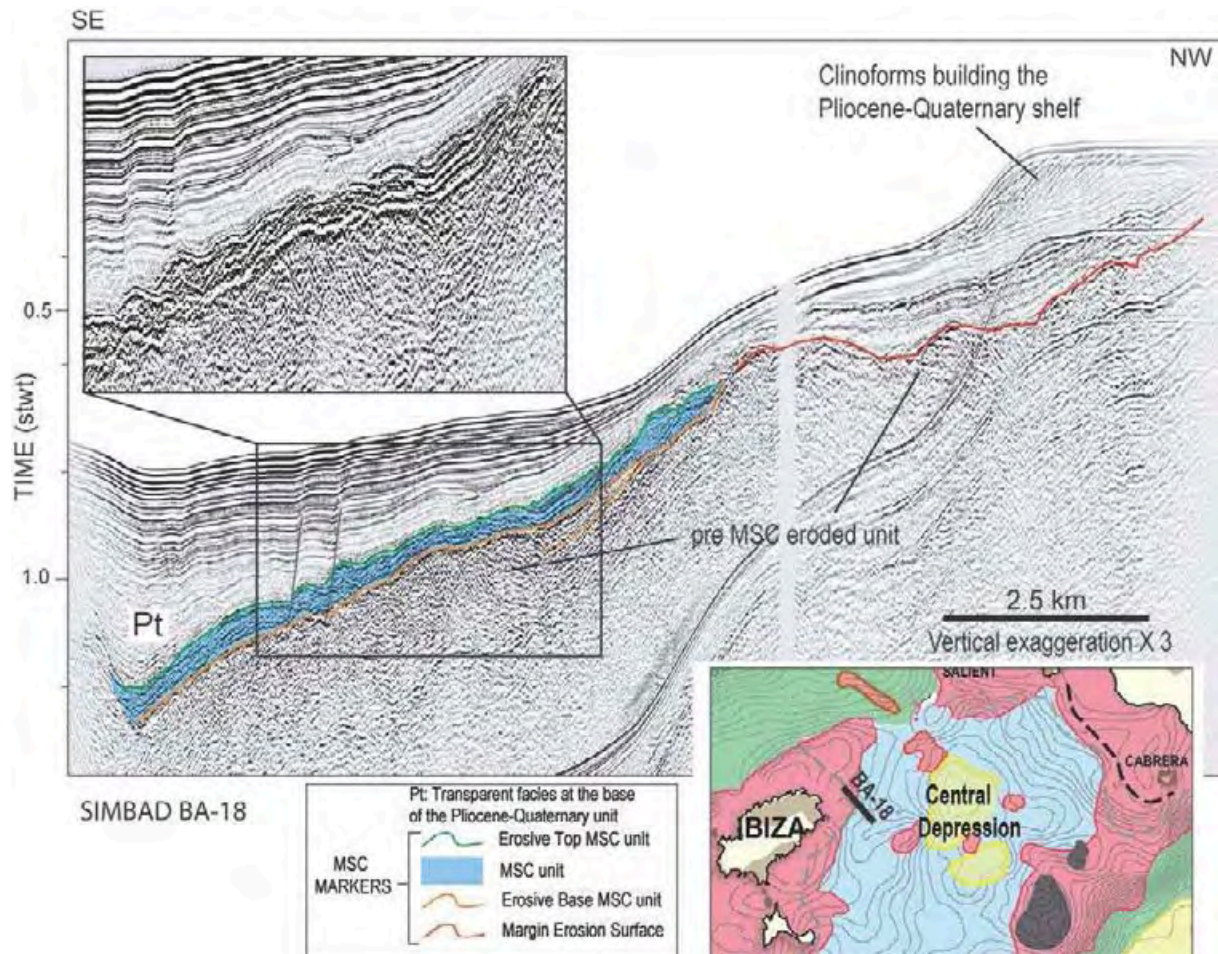 SE
NW
Clinoforms building the
Pliocene-Quaternary shelf
0.5
TIME (stwt)
pre MSC eroded unit
1.0
Pt
2.5 km
Vertical exaggeration X 3
SIMBAD BA-18
Pt: Transparent facies at the base
of the Pliocene-Quaternary unit
MSC
MARKERS
Erosive Top MSC unit
MSC unit
Erosive Base MSC unit
Margin Erosion Surface
SALIENT
CABRERA
BA-18
IBIZA
Central
Depression